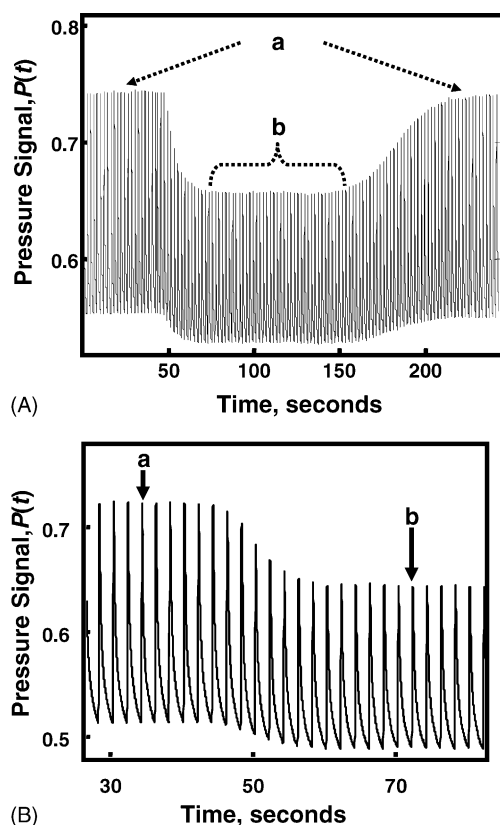 0.8
a
0.7
b
0.6
Pressure Signal,P(t)
50 100 150 200
(A)
Time, seconds
a
0.7
b
0.6
0.5
Pressure Signal,P(t)
30 50 70
(B)
Time, seconds